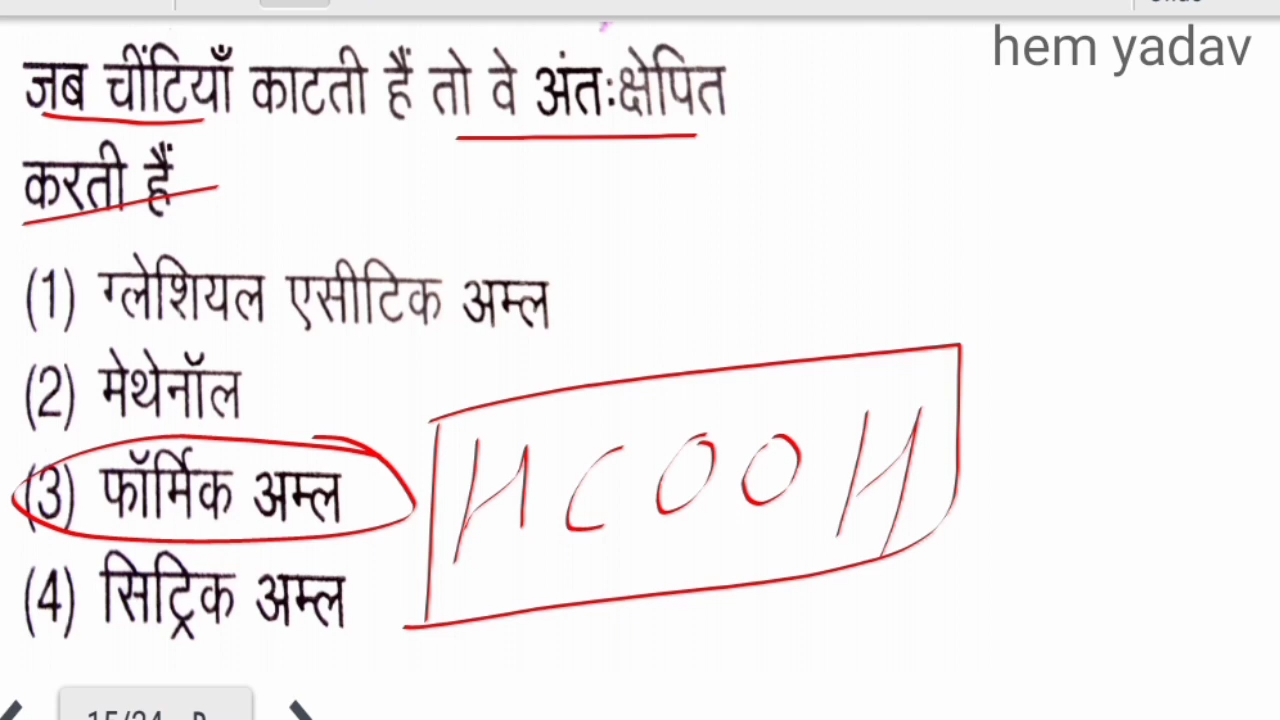 hem yadav
जब चींटियाँ काटती हैं तो वे अंतःक्षेपित
करती हैं
(1) ग्लेशियल एसीटिक अम्ल
(2) मेथेनॉल
(3) फॉर्मिक अम्ल
HCOOH
(4) सिट्रिक अम्ल